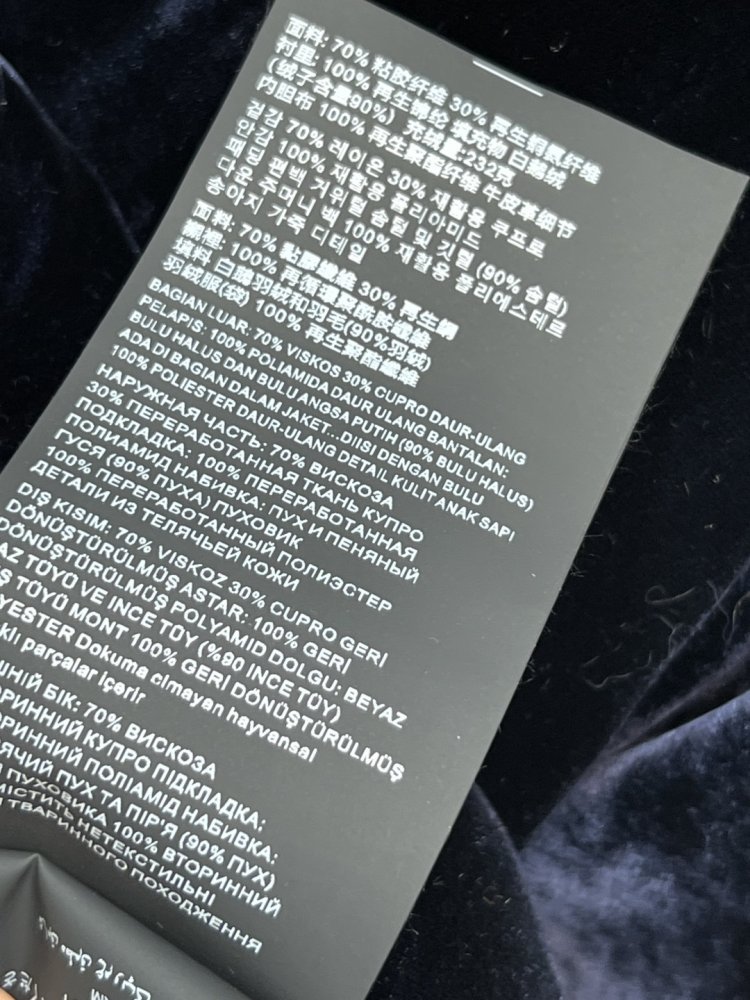 面料: 70% 粘胶纤维 30% 再生铜氨纤维
衬里: 100% 再生锦纶 填充物 白鹅绒
(绒子含量90%) 充绒量:232克
内胆布 100% 再生聚酯纤维 牛皮革细节
겉감 70% 레이온 30% 재활용 쿠프로
안감 100% 재활용 폴리아미드
패딩 흰색 거위털 솜털 및 깃털 (90% 솜털)
다운 주머니 백 100% 재활용 폴리에스테르
송아지 가죽 디테일
面料: 70% 粘膠纖維 30% 再生銅
襯裡: 100% 再循環聚酰胺纖維
填料 白鵝羽絨和羽毛(90%羽絨)
羽絨服(袋) 100% 再生聚酯纖維
BAGIAN LUAR: 70% VISKOS 30% CUPRO DAUR-ULANG
PELAPIS: 100% POLIAMIDA DAUR ULANG BANTALAN:
BULU HALUS DAN BULU ANGSA PUTIH (90% BULU HALUS)
ADA DI BAGIAN DALAM JAKET...DIISI DENGAN BULU
100% POLIESTER DAUR-ULANG DETAIL KULIT ANAK SAPI
НАРУЖНАЯ ЧАСТЬ: 70% ВИСКОЗА
30% ПЕРЕРАБОТАННАЯ ТКАНЬ КУПРО
ПОДКЛАДКА: 100% ПЕРЕРАБОТАННАЯ
ПОЛИАМИД НАБИВКА: ПУХ И ПЕНЯНЫЙ
ГУСЯ (90% ПУХА) ПУХОВИК
100% ПЕРЕРАБОТАННЫЙ ПОЛИЭСТЕР
ДЕТАЛИ ИЗ ТЕЛЯЧЬЕЙ КОЖИ
DIŞ KISIM: 70% VISKOZ 30% CUPRO GERİ
DÖNÜŞTÜRÜLMÜŞ ASTAR: 100% GERİ
DÖNÜŞTÜRÜLMÜŞ POLYAMID DOLGU: BEYAZ
AZ TÜYÜ VE INCE TÜY (%90 INCE TÜY)
Ş TÜYÜ MONT 100% GERİ DÖNÜŞTÜRÜLMÜŞ
YESTER Dokuma olmayan hayvansal
klı parçalar içerir
ШНІЙ БІК: 70% ВИСКОЗА
ОРИННИЙ КУПРО ПІДКЛАДКА:
ОРИННИЙ ПОЛІАМІД НАБИВКА:
ЯЧИЙ ПУХ ТА ПІР'Я (90% ПУХ)
ПУХОВИКА 100% ВТОРИННИЙ
МІСТИТЬ НЕТЕКСТИЛЬНІ
ТВАРИННОГО ПОХОДЖЕННЯ